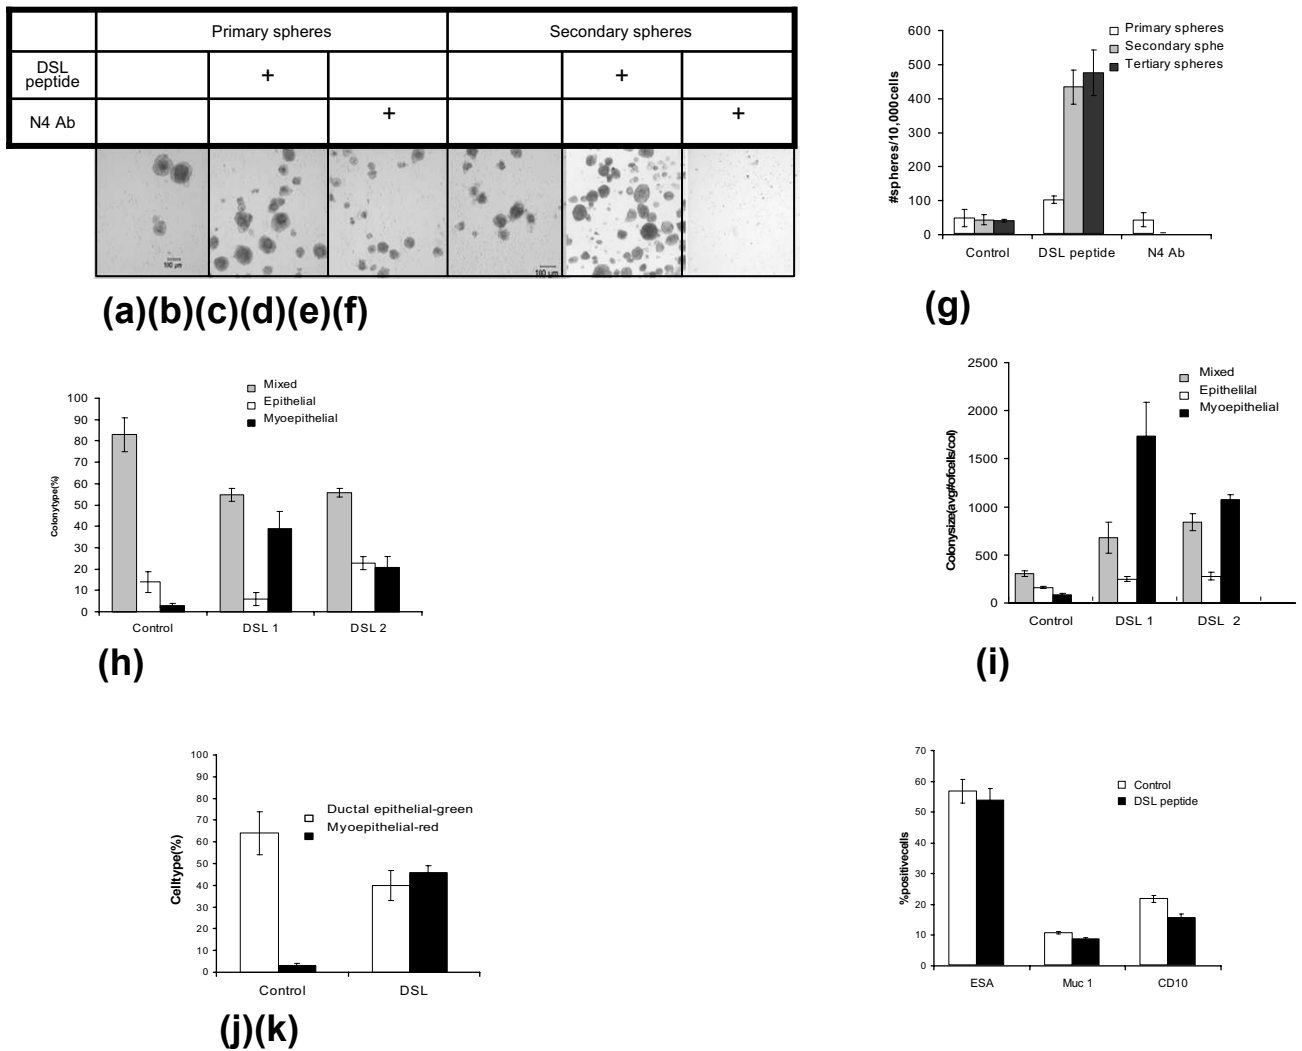 Primary spheres Secondary spheres
DSL peptide + +
N4 Ab + +
100 µm 100 µm
(a)(b)(c)(d)(e)(f)
600
500
400
300
200
100
0
#spheres/10,000cells
Primary spheres
Secondary sphe
Tertiary spheres
Control DSL peptide N4 Ab
(g)
100
90
80
70
60
50
40
30
20
10
0
Colonytype(%)
Mixed
Epithelial
Myoepithelial
Control DSL 1 DSL 2
(h)
2500
2000
1500
1000
500
0
Colonysize(avg#ofcells/col)
Mixed
Epithelilal
Myoepithelial
Control DSL 1 DSL 2
(i)
100
90
80
70
60
50
40
30
20
10
0
Celltype(%)
Ductal epithelial-green
Myoepithelial-red
Control DSL
(j)(k)
70
60
50
40
30
20
10
0
%positivecells
Control
DSL peptide
ESA Muc 1 CD10